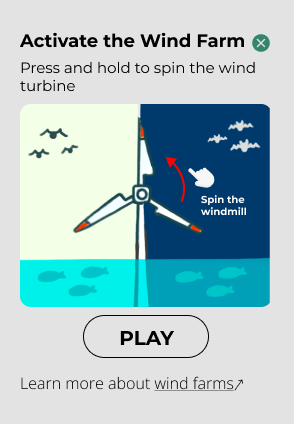 Activate the Wind Farm
Press and hold to spin the wind
turbine
Spin the
windmill
PLAY
Learn more about wind farms↗